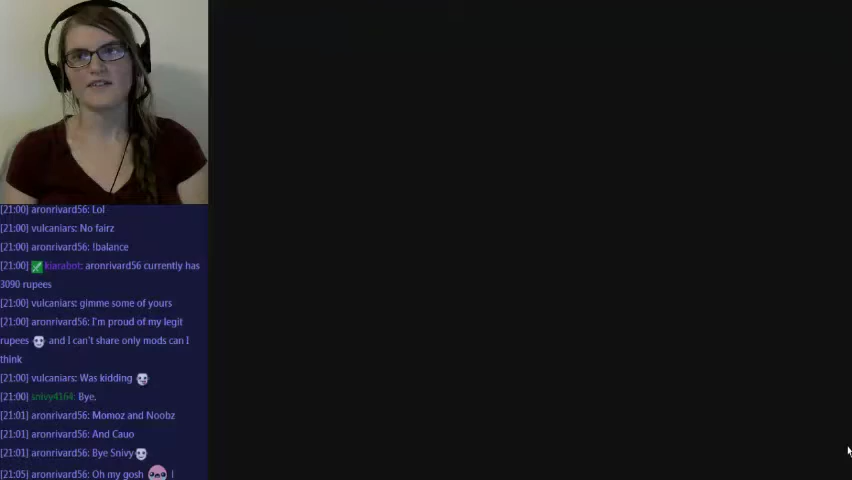 [21:00] aronrivard56: Lol
[21:00] vulcaniars: No fairz
[21:00] aronrivard56: !balance
[21:00] kiarabot: aronrivard56 currently has
3090 rupees
[21:00] vulcaniars: gimme some of yours
[21:00] aronrivard56: I'm proud of my legit
rupees and I can't share only mods can I
think
[21:00] vulcaniars: Was kidding
[21:00] snivy4164: Bye.
[21:01] aronrivard56: Momoz and Noobz
[21:01] aronrivard56: And Cauo
[21:01] aronrivard56: Bye Snivy
[21:05] aronrivard56: Oh my gosh I